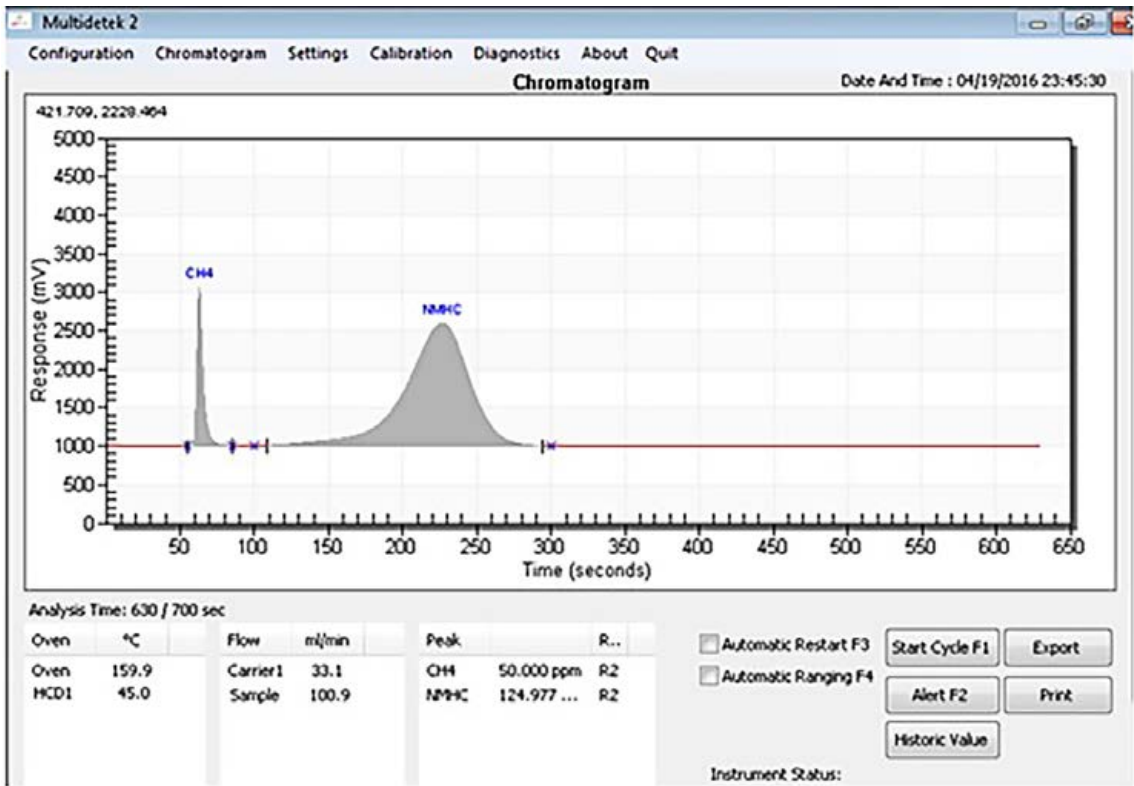 Multidetek 2
Configuration Chromatogram Settings Calibration Diagnostics About Quit
Chromatogram
Date And Time : 04/19/2016 23:45:30
421.709, 2228.464
5000
4500
4000
3500
3000
2500
2000
1500
1000
500
0
Response (mV)
CH4
NMHC
50 100 150 200 250 300 350 400 450 500 550 600 650
Time (seconds)
Analysis Time: 630 / 700 sec
Oven °C
Oven 159.9
HCD1 45.0
Flow ml/min
Carrier1 33.1
Sample 100.9
Peak R..
CH4 50.000 ppm R2
NMHC 124.977 ... R2
Automatic Restart F3
Automatic Ranging F4
Start Cycle F1
Export
Alert F2
Print
Historic Value
Instrument Status: